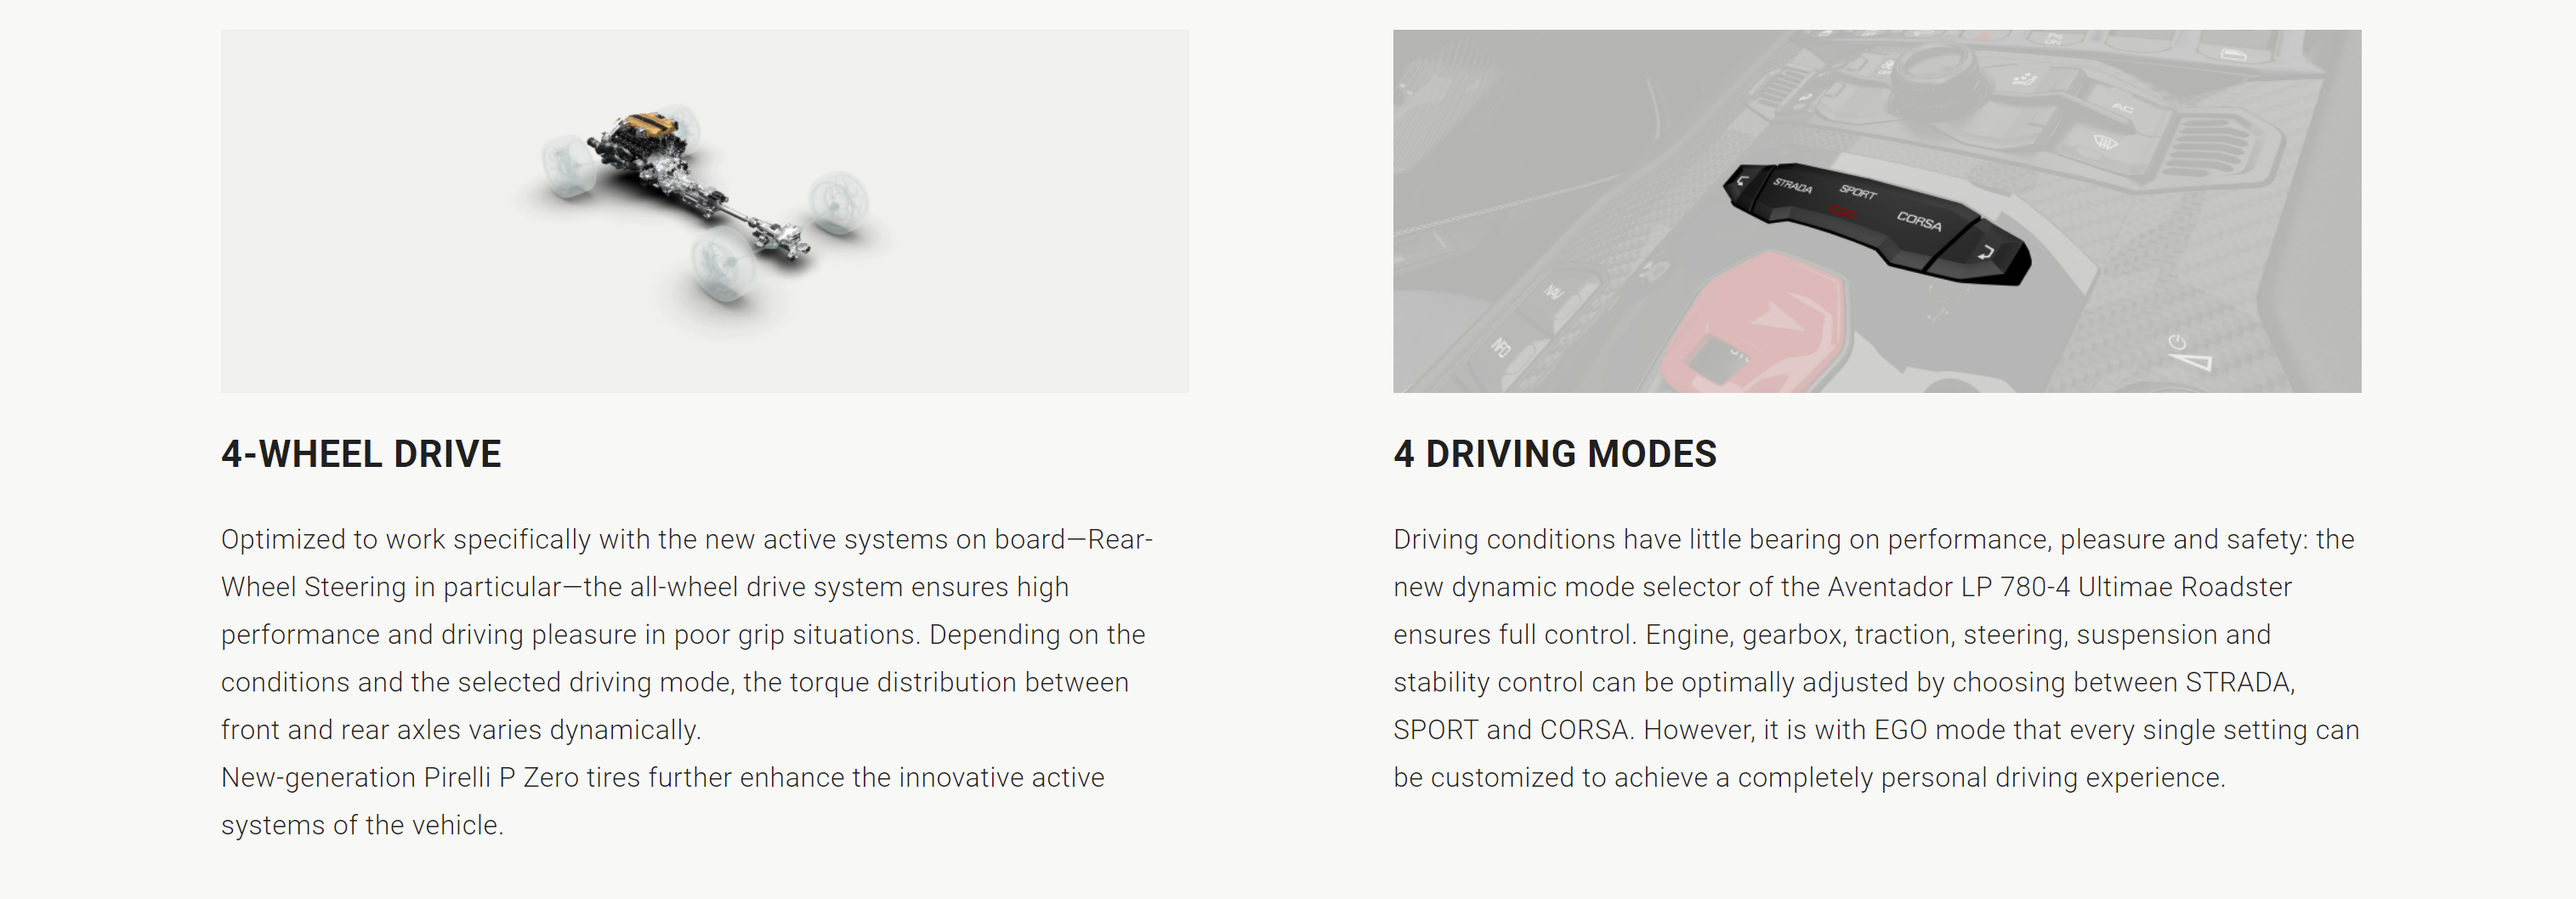 STRADA
SPORT
EGO
CORSA
AC
NAV
INFO
4-WHEEL DRIVE
Optimized to work specifically with the new active systems on board—Rear-
Wheel Steering in particular—the all-wheel drive system ensures high
performance and driving pleasure in poor grip situations. Depending on the
conditions and the selected driving mode, the torque distribution between
front and rear axles varies dynamically.
New-generation Pirelli P Zero tires further enhance the innovative active
systems of the vehicle.
4 DRIVING MODES
Driving conditions have little bearing on performance, pleasure and safety: the
new dynamic mode selector of the Aventador LP 780-4 Ultimae Roadster
ensures full control. Engine, gearbox, traction, steering, suspension and
stability control can be optimally adjusted by choosing between STRADA,
SPORT and CORSA. However, it is with EGO mode that every single setting can
be customized to achieve a completely personal driving experience.